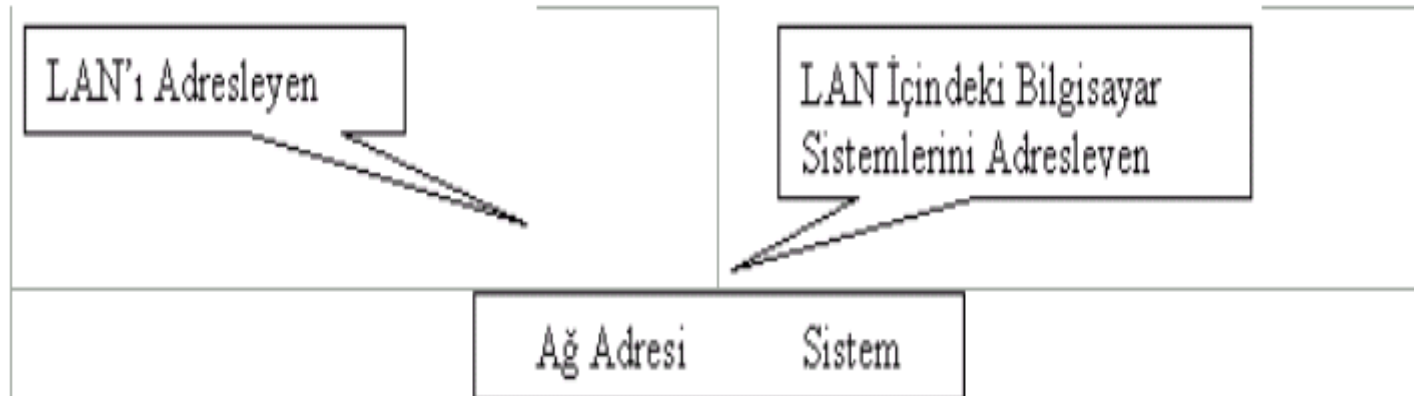 LAN'ı Adresleyen
LAN İçindeki Bilgisayar
Sistemlerini Adresleyen
Ağ Adresi Sistem